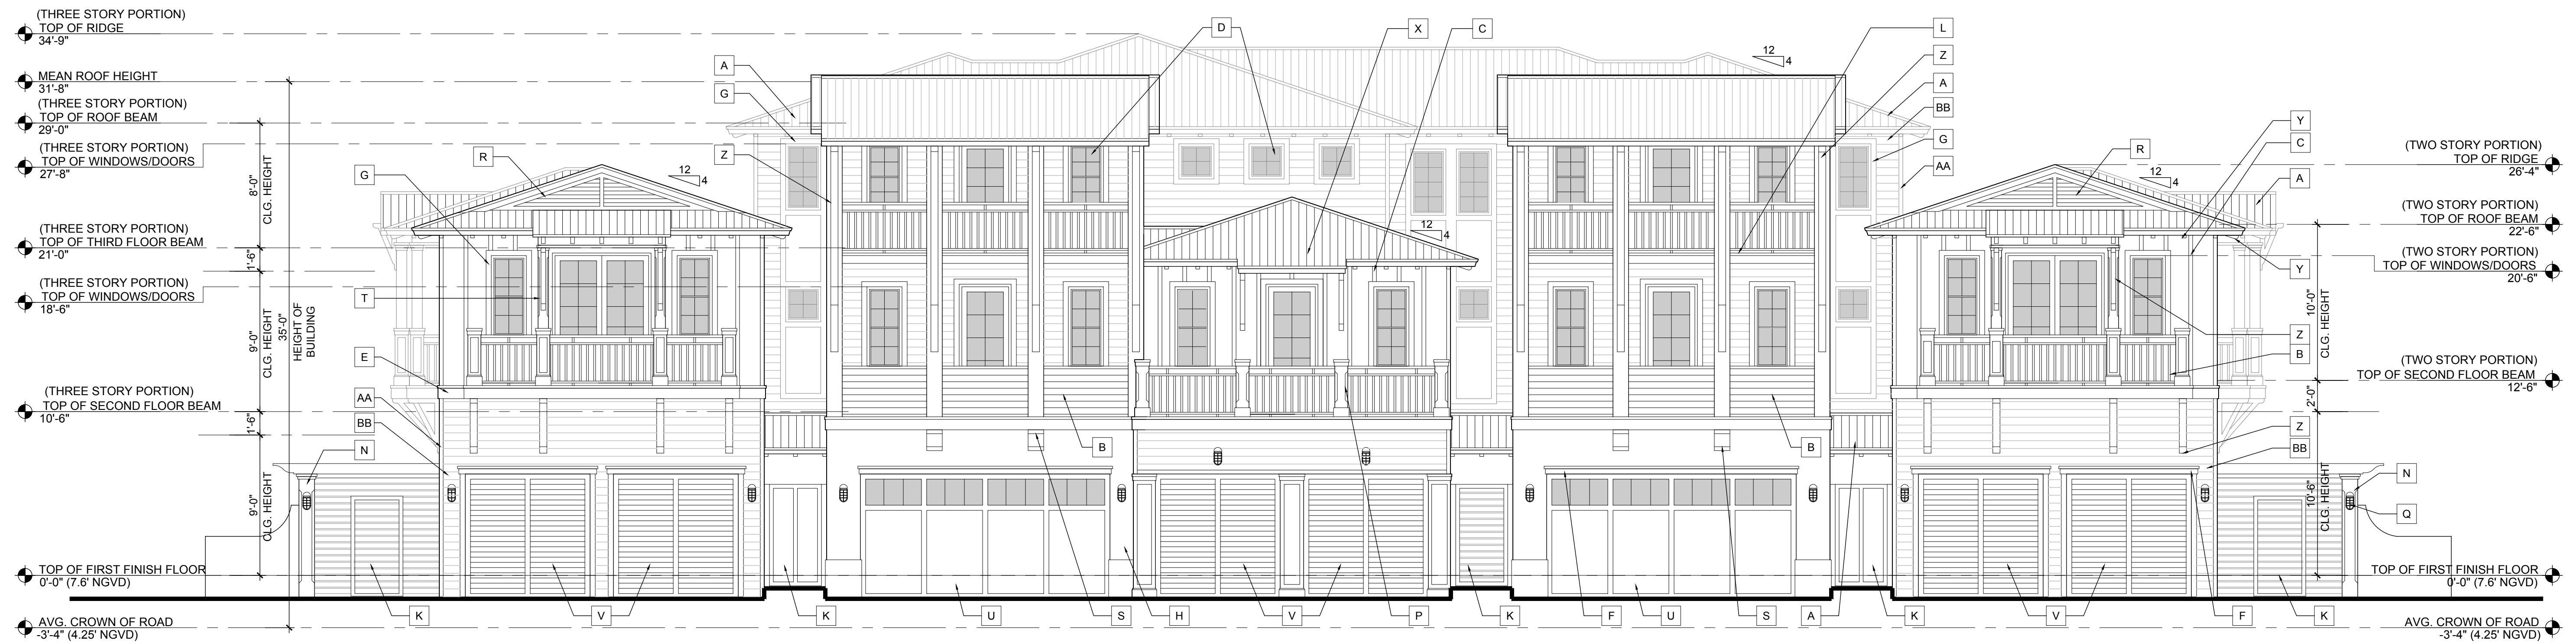 (THREE STORY PORTION)
TOP OF RIDGE
34'-9"
MEAN ROOF HEIGHT
31'-8"
(THREE STORY PORTION)
TOP OF ROOF BEAM
29'-0"
(THREE STORY PORTION)
TOP OF WINDOWS/DOORS
27'-8"
(THREE STORY PORTION)
TOP OF THIRD FLOOR BEAM
21'-0"
(THREE STORY PORTION)
TOP OF WINDOWS/DOORS
18'-6"
(THREE STORY PORTION)
TOP OF SECOND FLOOR BEAM
10'-6"
TOP OF FIRST FINISH FLOOR
0'-0" (7.6' NGVD)
AVG. CROWN OF ROAD
-3'-4" (4.25' NGVD)
8'-0"
CLG. HEIGHT
1'-6"
9'-0"
CLG. HEIGHT
1'-6"
9'-0"
CLG. HEIGHT
35'-0"
HEIGHT OF
BUILDING
G
R
T
E
AA
BB
N
12
4
A
G
Z
D
X
C
12
4
12
4
L
Z
A
BB
G
AA
B
B
R
12
4
Y
C
A
Y
Z
B
Z
BB
N
Q
K
V
K
U
S
H
V
P
K
F
U
S
A
K
V
F
K
10'-0"
CLG. HEIGHT
2'-0"
10'-6"
CLG. HEIGHT
(TWO STORY PORTION)
TOP OF RIDGE
26'-4"
(TWO STORY PORTION)
TOP OF ROOF BEAM
22'-6"
(TWO STORY PORTION)
TOP OF WINDOWS/DOORS
20'-6"
(TWO STORY PORTION)
TOP OF SECOND FLOOR BEAM
12'-6"
TOP OF FIRST FINISH FLOOR
0'-0" (7.6' NGVD)
AVG. CROWN OF ROAD
-3'-4" (4.25' NGVD)